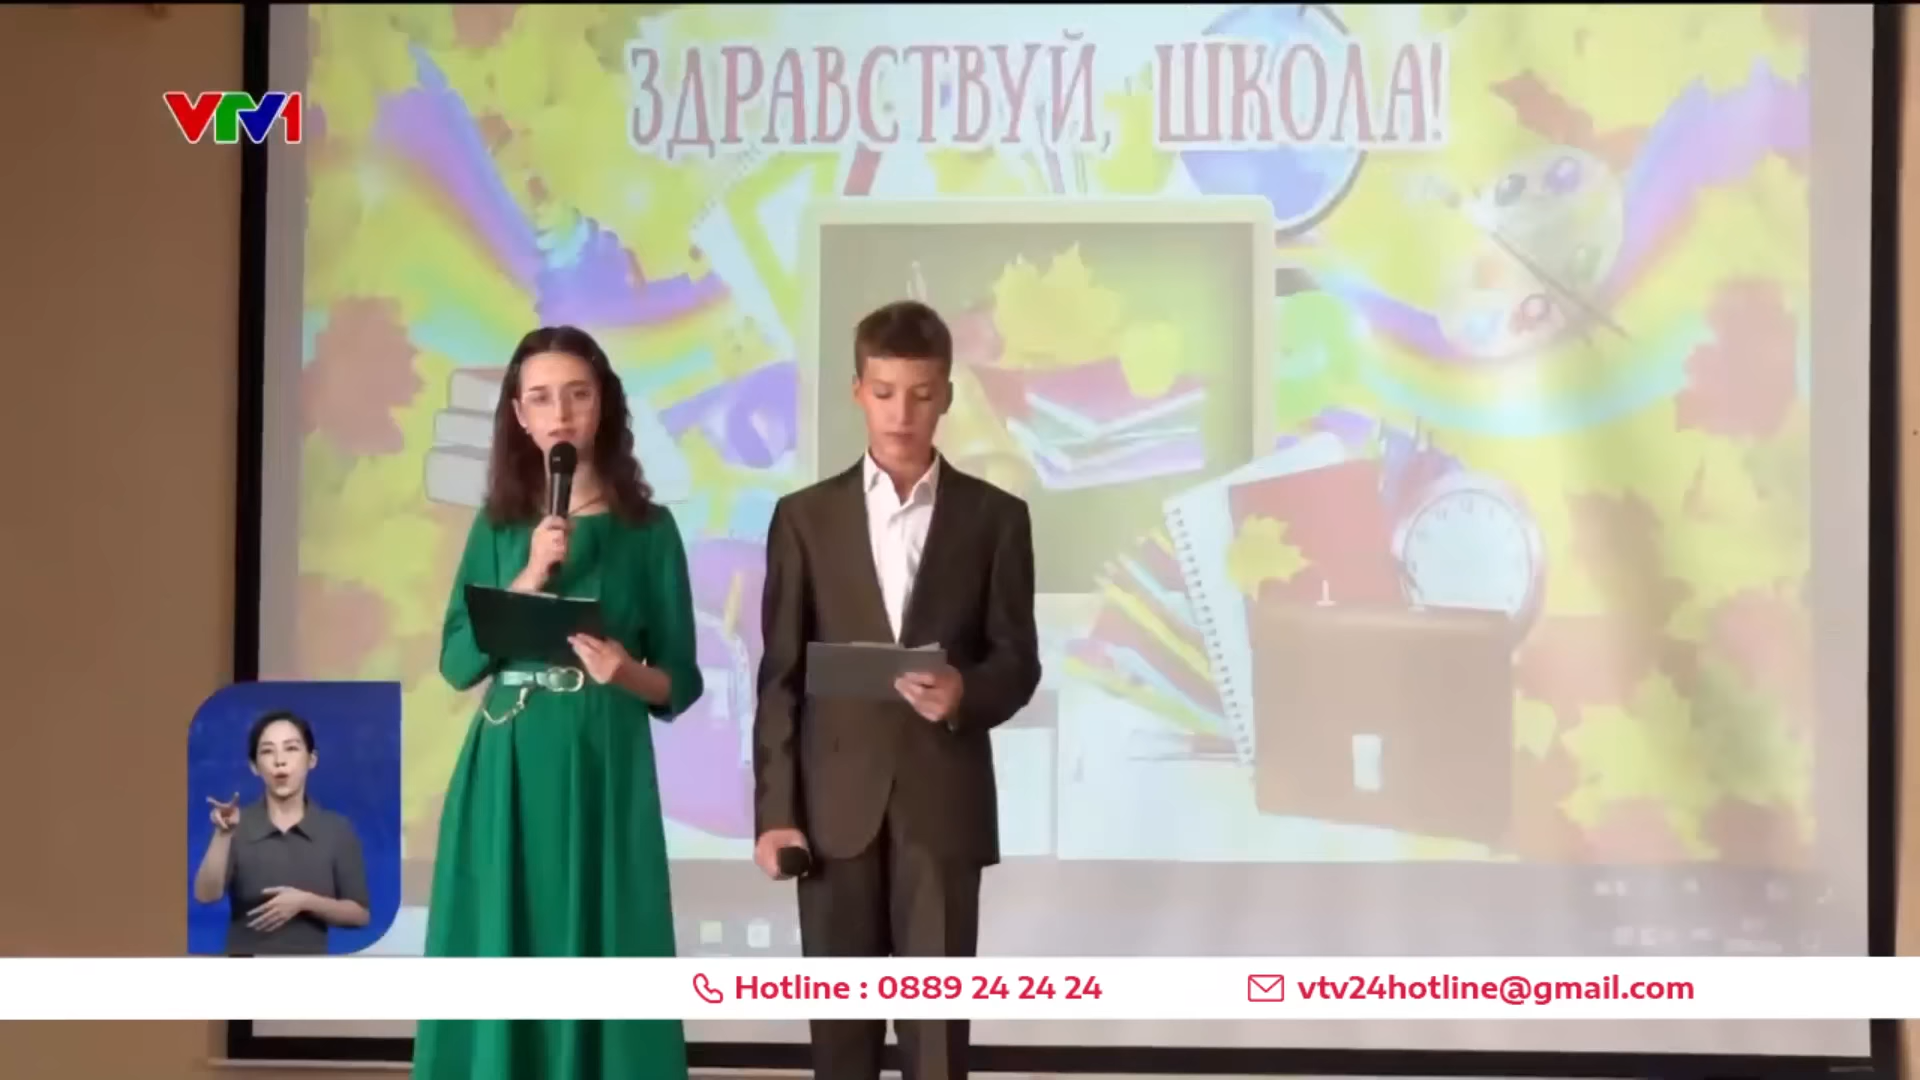 ЗДРАВСТВУЙ, ШКОЛА!
VTV1
Hotline : 0889 24 24 24
vtv24hotline@gmail.com